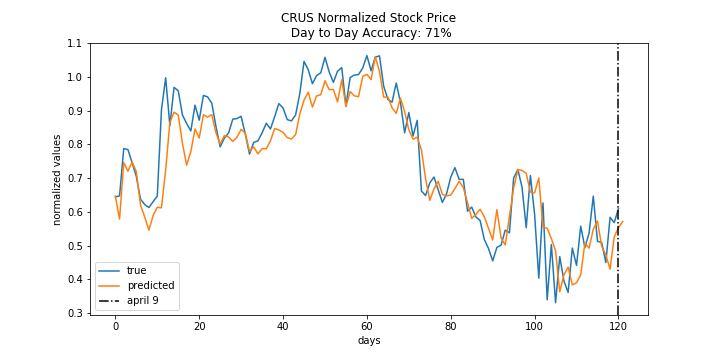 CRUS Normalized Stock Price
Day to Day Accuracy: 71%
normalized values
1.1
1.0
0.9
0.8
0.7
0.6
0.5
0.4
0.3
true
predicted
april 9
0
20
40
60
80
100
120
days